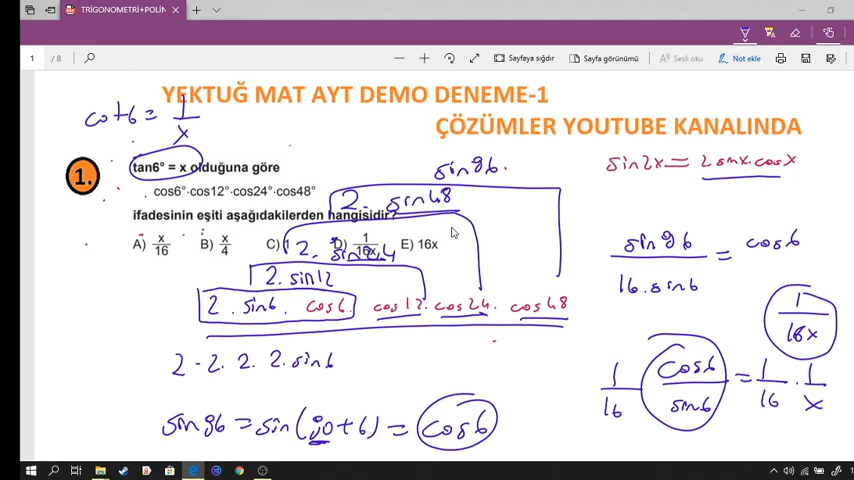 TRİGONOMETRİ+POLİN
1 /8
Sayfaya sığdır
Sayfa görünümü
Sesli oku
Not ekle
YEKTUĞ MAT AYT DEMO DENEME-1
ÇÖZÜMLER YOUTUBE KANALINDA
cot6 = 1/x
1.
tan6° = x olduğuna göre
cos6°·cos12°·cos24°·cos48°
ifadesinin eşiti aşağıdakilerden hangisidir?
A) x/16 B) x/4 C) 1 D) 1/16x E) 16x
sin96.
2. sin48
2. sin24
2. sin12
2 . sin6. cos6. cos12. cos24. cos48
2 - 2. 2. 2. sin6
sin96 = sin(90+6) = cos6
sin2x = 2sinx.cosx
sin96 / 16.sin6 = cos6
1/16x
1/16 cos6/sin6 = 1/16 . 1/x